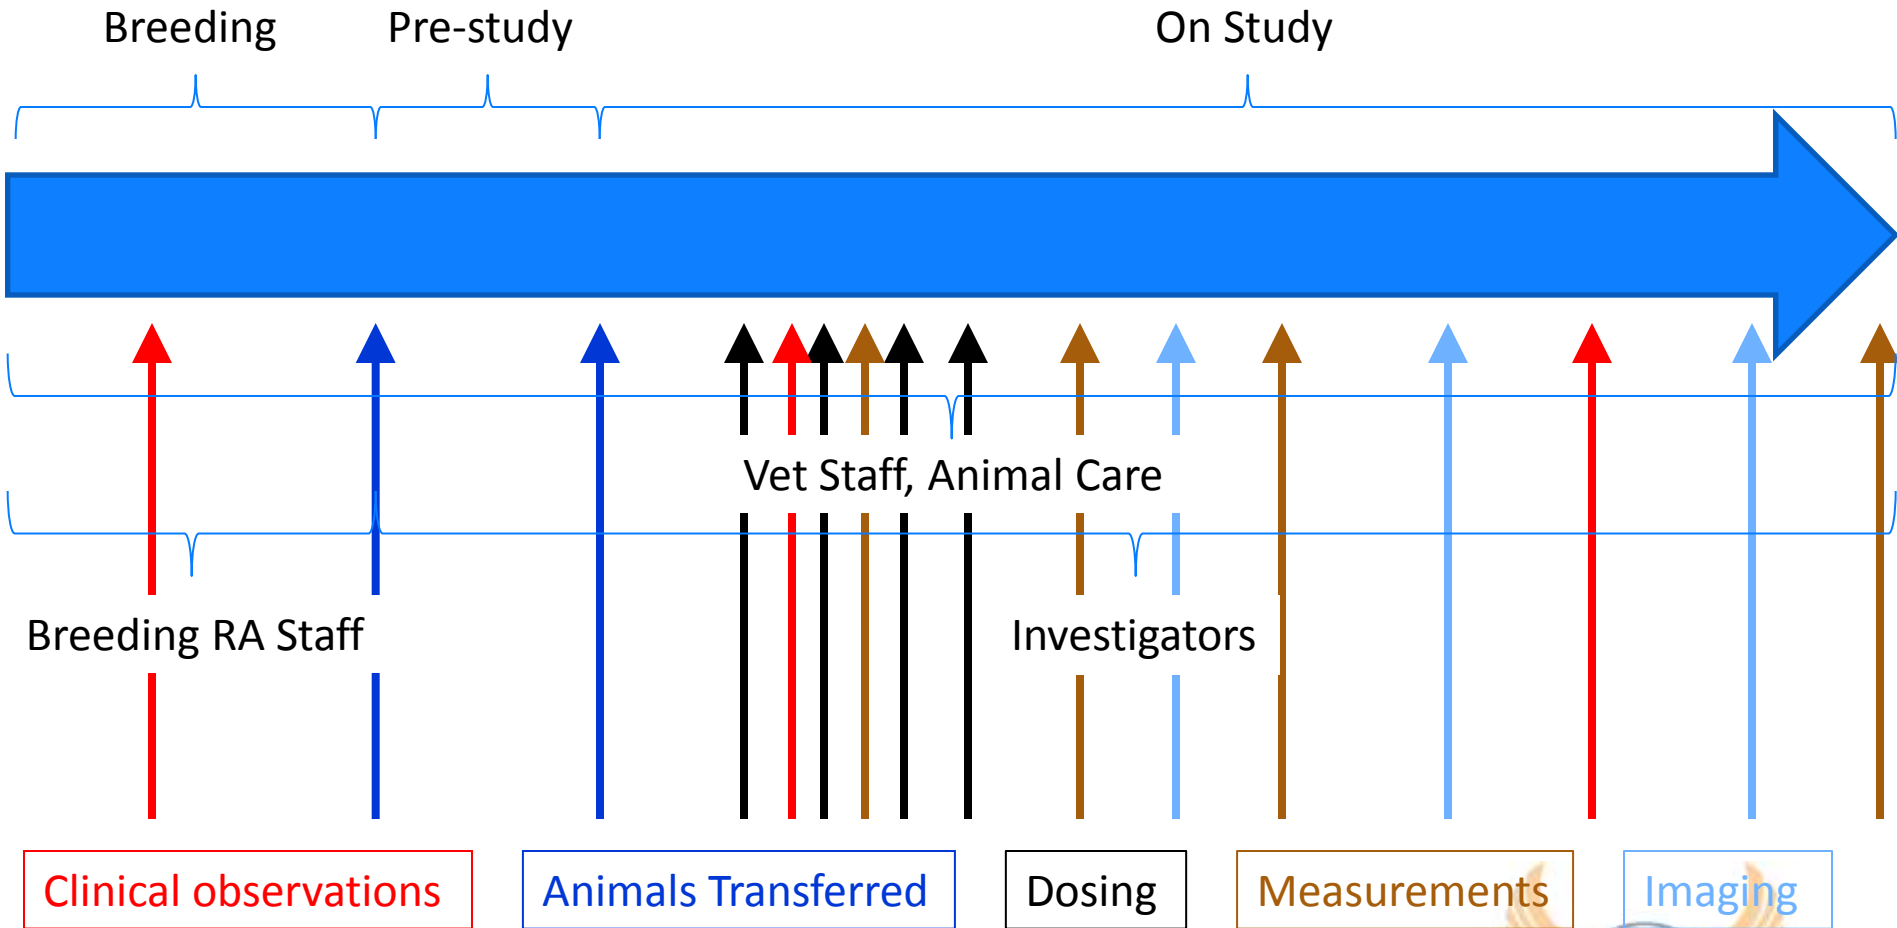 Breeding
Pre-study
On Study
Vet Staff, Animal Care
Breeding RA Staff
Investigators
Clinical observations
Animals Transferred
Dosing
Measurements
Imaging